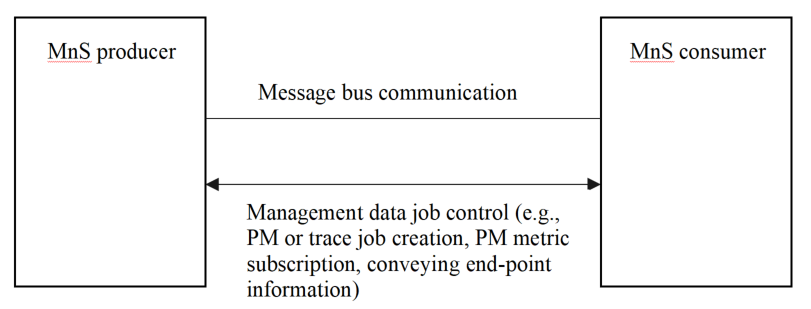 MnS producer
MnS consumer
Message bus communication
Management data job control (e.g.,
PM or trace job creation, PM metric
subscription, conveying end-point
information)